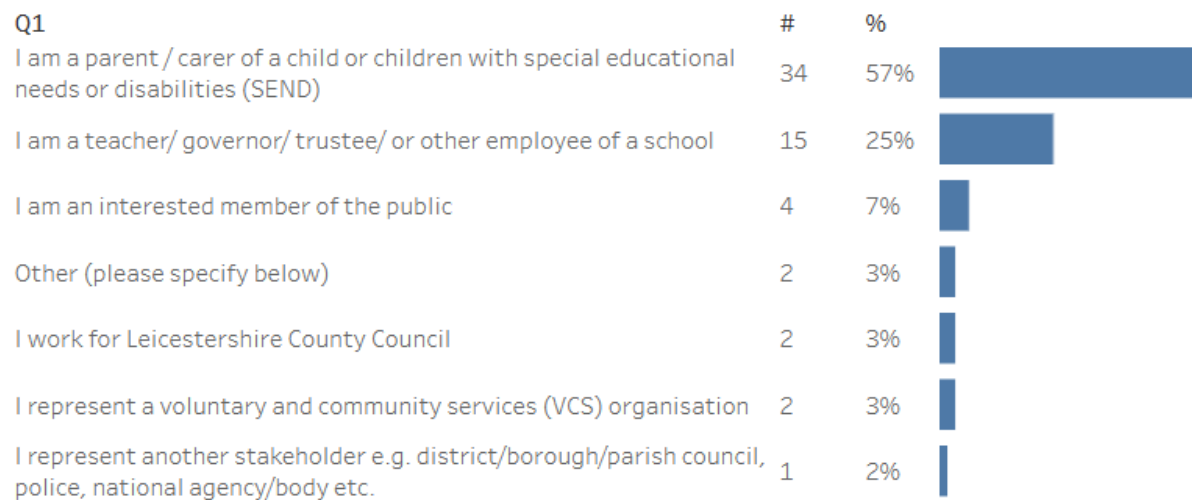 Q1 # %
I am a parent / carer of a child or children with special educational
needs or disabilities (SEND) 34 57%
I am a teacher/ governor/ trustee/ or other employee of a school 15 25%
I am an interested member of the public 4 7%
Other (please specify below) 2 3%
I work for Leicestershire County Council 2 3%
I represent a voluntary and community services (VCS) organisation 2 3%
I represent another stakeholder e.g. district/borough/parish council,
police, national agency/body etc. 1 2%